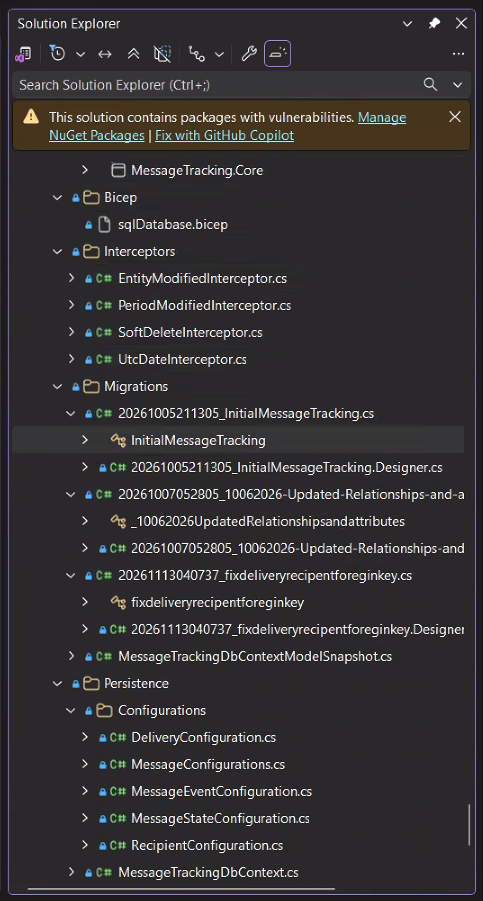 Solution Explorer
Search Solution Explorer (Ctrl+;)
This solution contains packages with vulnerabilities. Manage
NuGet Packages | Fix with GitHub Copilot
MessageTracking.Core
Bicep
sqlDatabase.bicep
Interceptors
C# EntityModifiedInterceptor.cs
C# PeriodModifiedInterceptor.cs
C# SoftDeleteInterceptor.cs
C# UtcDateInterceptor.cs
Migrations
C# 20261005211305_InitialMessageTracking.cs
InitialMessageTracking
C# 20261005211305_InitialMessageTracking.Designer.cs
C# 20261007052805_10062026-Updated-Relationships-and-a
_10062026UpdatedRelationshipsandattributes
C# 20261007052805_10062026-Updated-Relationships-and-
C# 20261113040737_fixdeliveryrecipentforeginkey.cs
fixdeliveryrecipentforeginkey
C# 20261113040737_fixdeliveryrecipentforeginkey.Designer
C# MessageTrackingDbContextModelSnapshot.cs
Persistence
Configurations
C# DeliveryConfiguration.cs
C# MessageConfigurations.cs
C# MessageEventConfiguration.cs
C# MessageStateConfiguration.cs
C# RecipientConfiguration.cs
C# MessageTrackingDbContext.cs